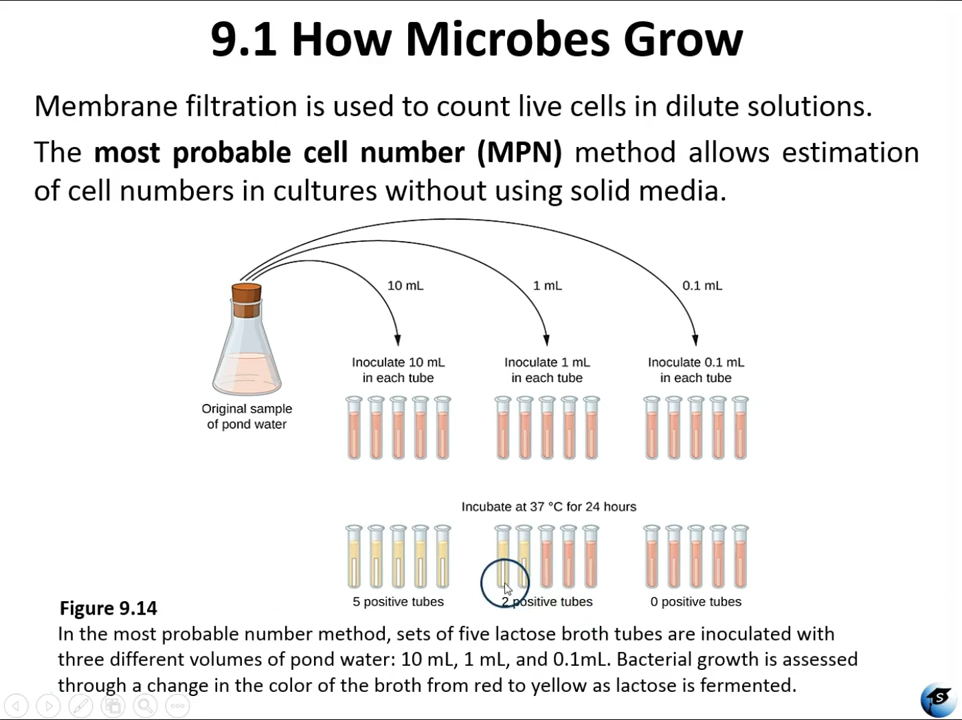 9.1 How Microbes Grow
Membrane filtration is used to count live cells in dilute solutions.
The most probable cell number (MPN) method allows estimation
of cell numbers in cultures without using solid media.
10 mL
1 mL
0.1 mL
Inoculate 10 mL
in each tube
Inoculate 1 mL
in each tube
Inoculate 0.1 mL
in each tube
Original sample
of pond water
Incubate at 37 °C for 24 hours
5 positive tubes
2 positive tubes
0 positive tubes
Figure 9.14
In the most probable number method, sets of five lactose broth tubes are inoculated with
three different volumes of pond water: 10 mL, 1 mL, and 0.1mL. Bacterial growth is assessed
through a change in the color of the broth from red to yellow as lactose is fermented.
S